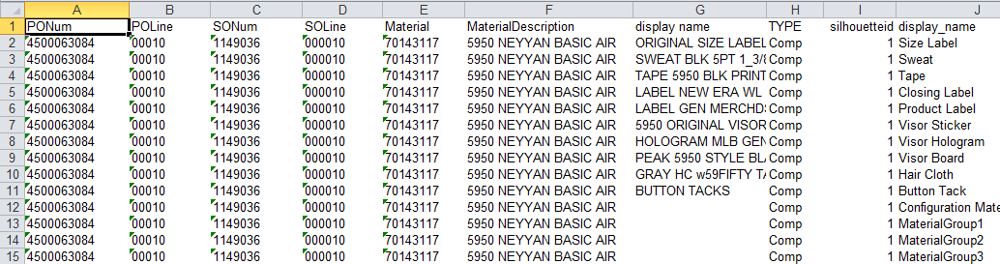 A B C D E F G H I J
1 PONum POLine SONum SOLine Material MaterialDescription display name TYPE silhouetteid display_name
2 4500063084 00010 1149036 000010 70143117 5950 NEYYAN BASIC AIR ORIGINAL SIZE LABEL Comp 1 Size Label
3 4500063084 00010 1149036 000010 70143117 5950 NEYYAN BASIC AIR SWEAT BLK 5PT 1_3/8 Comp 1 Sweat
4 4500063084 00010 1149036 000010 70143117 5950 NEYYAN BASIC AIR TAPE 5950 BLK PRINT Comp 1 Tape
5 4500063084 00010 1149036 000010 70143117 5950 NEYYAN BASIC AIR LABEL NEW ERA WL Comp 1 Closing Label
6 4500063084 00010 1149036 000010 70143117 5950 NEYYAN BASIC AIR LABEL GEN MERCHD Comp 1 Product Label
7 4500063084 00010 1149036 000010 70143117 5950 NEYYAN BASIC AIR 5950 ORIGINAL VISOR Comp 1 Visor Sticker
8 4500063084 00010 1149036 000010 70143117 5950 NEYYAN BASIC AIR HOLOGRAM MLB GEN Comp 1 Visor Hologram
9 4500063084 00010 1149036 000010 70143117 5950 NEYYAN BASIC AIR PEAK 5950 STYLE BL Comp 1 Visor Board
10 4500063084 00010 1149036 000010 70143117 5950 NEYYAN BASIC AIR GRAY HC w59FIFTY TA Comp 1 Hair Cloth
11 4500063084 00010 1149036 000010 70143117 5950 NEYYAN BASIC AIR BUTTON TACKS Comp 1 Button Tack
12 4500063084 00010 1149036 000010 70143117 5950 NEYYAN BASIC AIR Comp 1 Configuration Mate
13 4500063084 00010 1149036 000010 70143117 5950 NEYYAN BASIC AIR Comp 1 MaterialGroup1
14 4500063084 00010 1149036 000010 70143117 5950 NEYYAN BASIC AIR Comp 1 MaterialGroup2
15 4500063084 00010 1149036 000010 70143117 5950 NEYYAN BASIC AIR Comp 1 MaterialGroup3